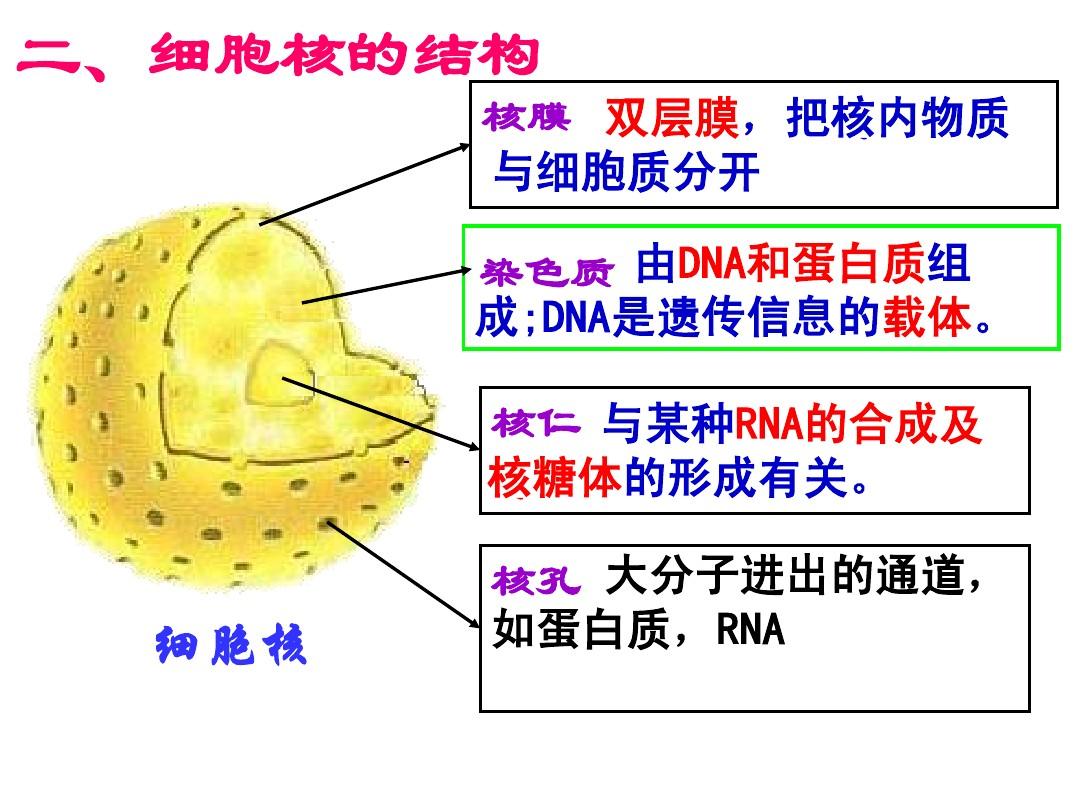 二、细胞核的结构
核膜 双层膜，把核内物质
与细胞质分开
染色质 由DNA和蛋白质组
成;DNA是遗传信息的载体。
核仁 与某种RNA的合成及
核糖体的形成有关。
核孔 大分子进出的通道，
如蛋白质，RNA
细胞核